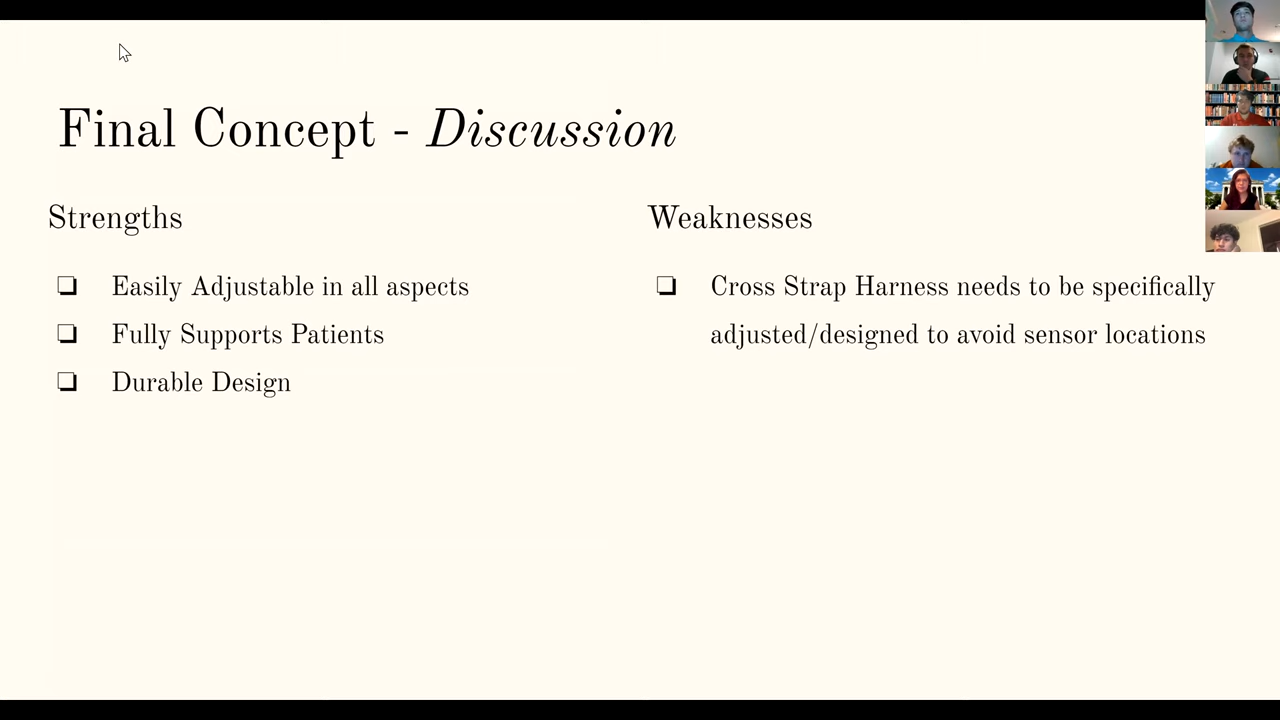 Final Concept - Discussion
Strengths
Easily Adjustable in all aspects
Fully Supports Patients
Durable Design
Weaknesses
Cross Strap Harness needs to be specifically
adjusted/designed to avoid sensor locations